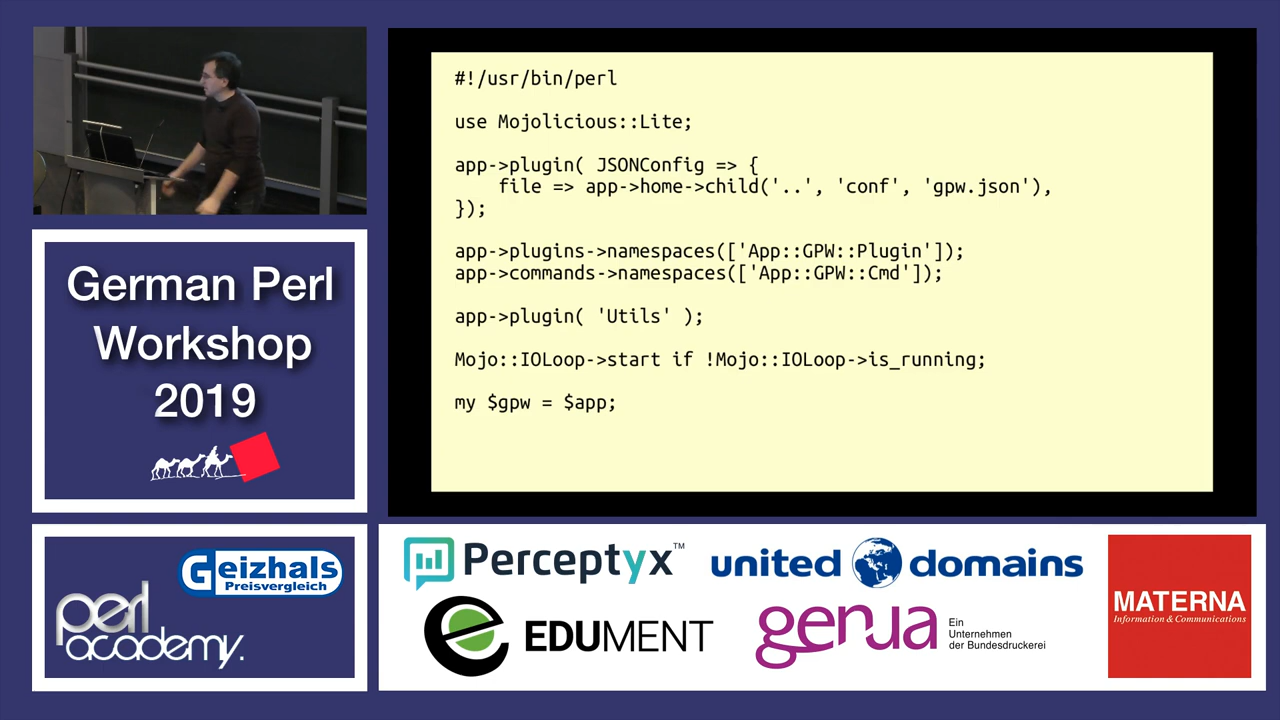 #!/usr/bin/perl
use Mojolicious::Lite;
app->plugin( JSONConfig => {
    file => app->home->child('..', 'conf', 'gpw.json'),
});
app->plugins->namespaces(['App::GPW::Plugin']);
app->commands->namespaces(['App::GPW::Cmd']);
app->plugin( 'Utils' );
Mojo::IOLoop->start if !Mojo::IOLoop->is_running;
my $gpw = $app;
German Perl
Workshop
2019
Geizhals
Preisvergleich
perl
academy.
Perceptyx™
united domains
EDUMENT
genua
Ein
Unternehmen
der Bundesdruckerei
MATERNA
Information & Communications